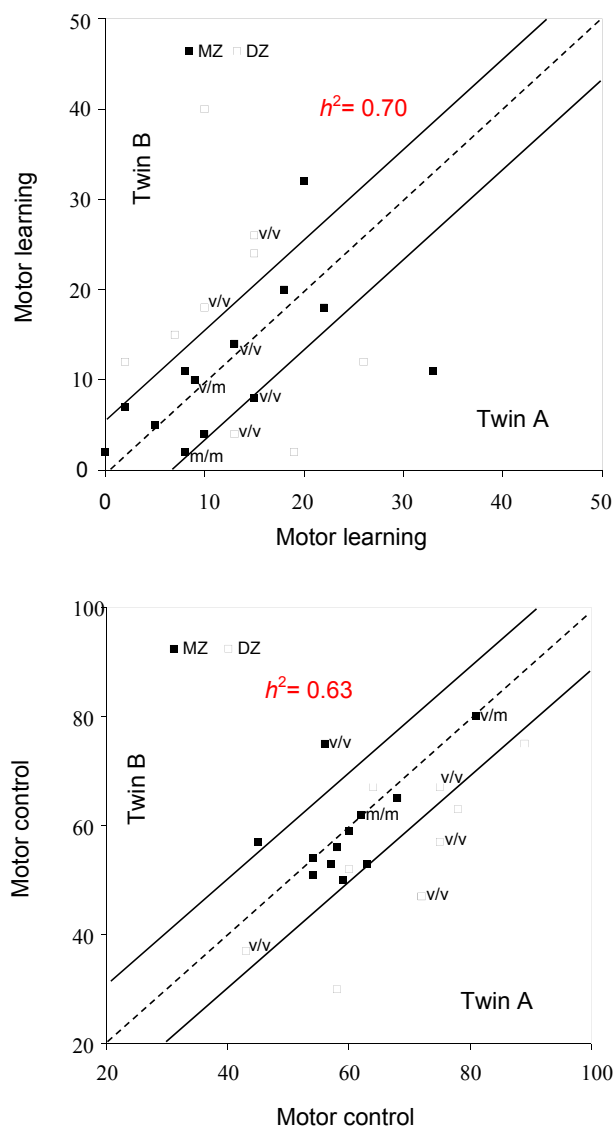 50
MZ DZ
h²= 0.70
40
Twin B
Motor learning
30
v/v
20
v/v
v/v
10
v/m
v/v
v/v
Twin A
m/m
0
0 10 20 30 40 50
Motor learning
100
MZ DZ
h²= 0.63
v/m
80
v/v
Twin B
Motor control
v/v
m/m
60
v/v
v/v
40
v/v
Twin A
20
20 40 60 80 100
Motor control